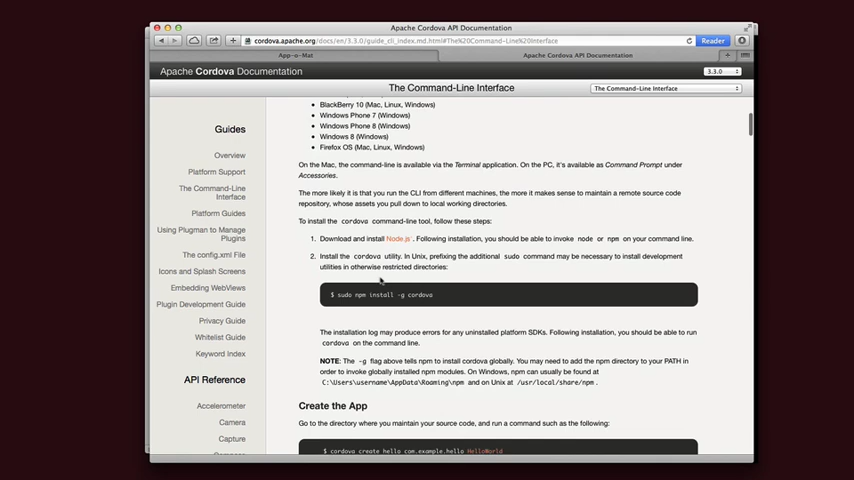 Apache Cordova API Documentation
cordova.apache.org/docs/en/3.3.0/guide_cli_index.md.html#The%20Command-Line%20Interface
Reader
App-o-Mat
Apache Cordova API Documentation
Apache Cordova Documentation
3.3.0
The Command-Line Interface
The Command-Line Interface
Guides
Overview
Platform Support
The Command-Line
Interface
Platform Guides
Using Plugman to Manage
Plugins
The config.xml File
Icons and Splash Screens
Embedding WebViews
Plugin Development Guide
Privacy Guide
Whitelist Guide
Keyword Index
API Reference
Accelerometer
Camera
Capture
BlackBerry 10 (Mac, Linux, Windows)
Windows Phone 7 (Windows)
Windows Phone 8 (Windows)
Windows 8 (Windows)
Firefox OS (Mac, Linux, Windows)
On the Mac, the command-line is available via the Terminal application. On the PC, it's available as Command Prompt under
Accessories.
The more likely it is that you run the CLI from different machines, the more it makes sense to maintain a remote source code
repository, whose assets you pull down to local working directories.
To install the cordova command-line tool, follow these steps:
1. Download and install Node.js . Following installation, you should be able to invoke node or npm on your command line.
2. Install the cordova utility. In Unix, prefixing the additional sudo command may be necessary to install development
utilities in otherwise restricted directories:
$ sudo npm install -g cordova
The installation log may produce errors for any uninstalled platform SDKs. Following installation, you should be able to run
cordova on the command line.
NOTE: The -g flag above tells npm to install cordova globally. You may need to add the npm directory to your PATH in
order to invoke globally installed npm modules. On Windows, npm can usually be found at
C:\Users\username\AppData\Roaming\npm and on Unix at /usr/local/share/npm .
Create the App
Go to the directory where you maintain your source code, and run a command such as the following:
$ cordova create hello com.example.hello HelloWorld